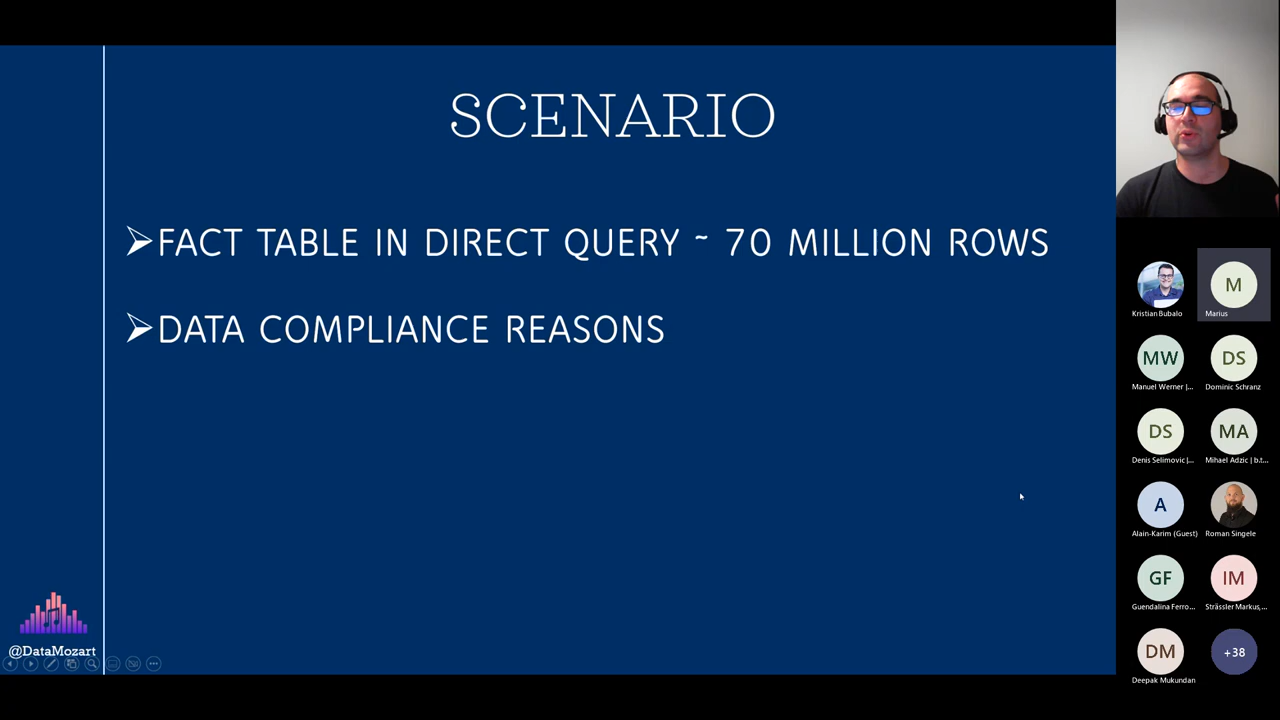 SCENARIO
➢FACT TABLE IN DIRECT QUERY ~ 70 MILLION ROWS
➢DATA COMPLIANCE REASONS
@DataMozart
Kristian Bubalo
M
Marius
MW
Manuel Werner |...
DS
Dominic Schranz
DS
Denis Selimovic |...
MA
Mihael Adzic | b.t...
A
Alain-Karim (Guest)
Roman Singele
GF
Guendalina Ferro...
IM
Strässler Markus,...
DM
Deepak Mukundan
+38